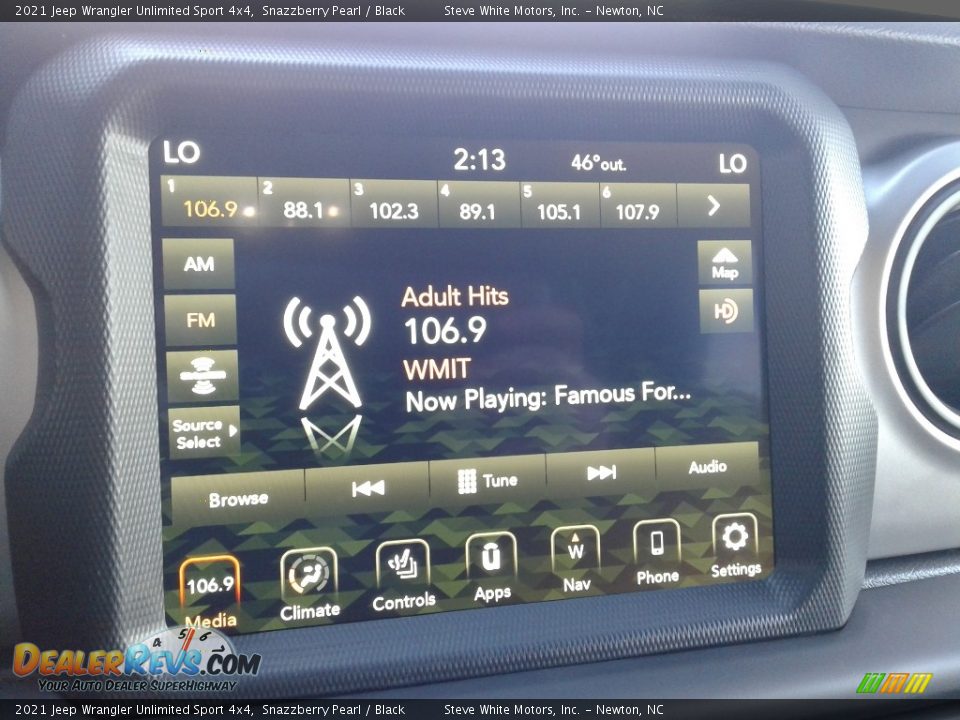 2021 Jeep Wrangler Unlimited Sport 4x4, Snazzberry Pearl / Black Steve White Motors, Inc. - Newton, NC
LO 2:13 46° out. LO
1 106.9 2 88.1 3 102.3 4 89.1 5 105.1 6 107.9
AM
Map
FM
HD
Adult Hits
106.9
WMIT
Now Playing: Famous For...
Source
Select
Browse Tune Audio
106.9 W
Media Climate Controls Apps Nav Phone Settings
4 5 6
DealerRevs.com
Your Auto Dealer SuperHighway
2021 Jeep Wrangler Unlimited Sport 4x4, Snazzberry Pearl / Black Steve White Motors, Inc. - Newton, NC